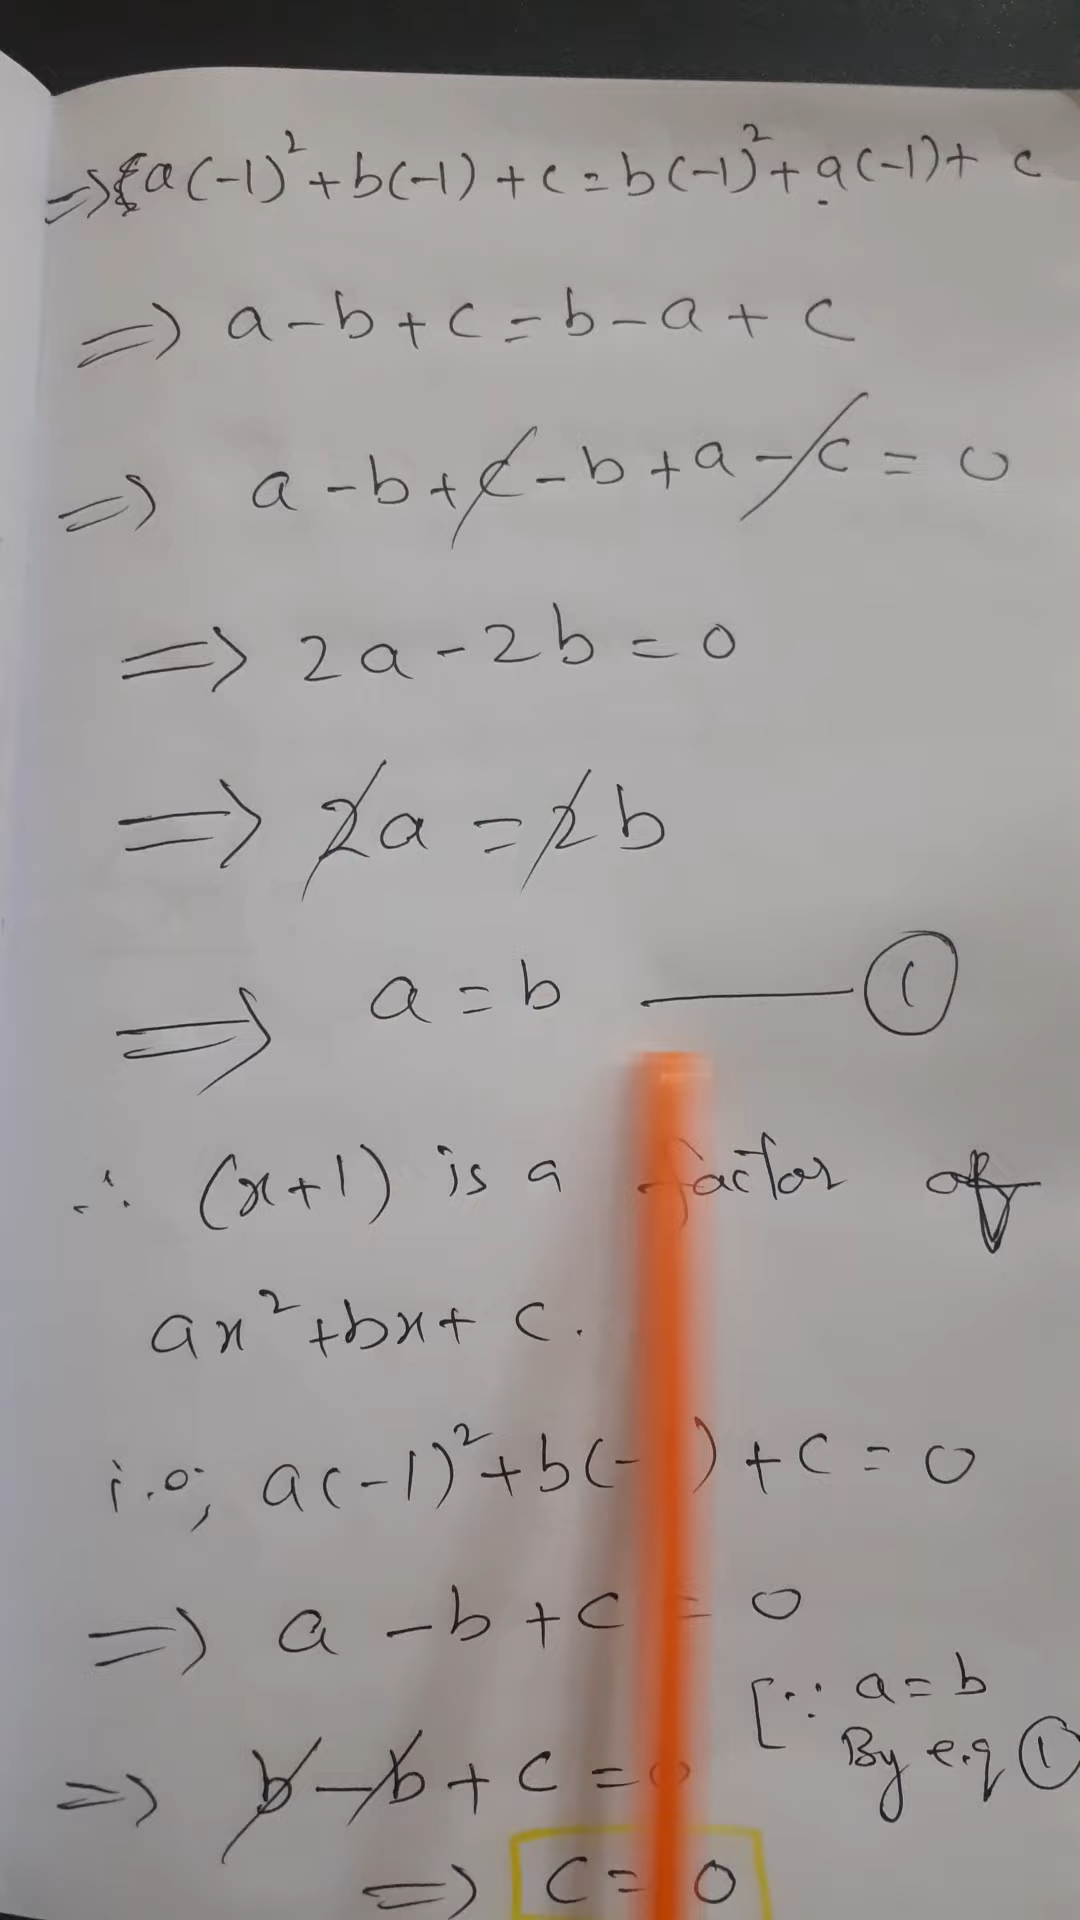 ⇒ a(-1)²+b(-1)+c=b(-1)²+a(-1)+ c
⇒ a-b+c=b-a+c
⇒ a-b+c-b+a-c=0
⇒ 2a-2b=0
⇒ 2a=2b
⇒ a=b —— ①
∴ (x+1) is a factor of
ax²+bx+c.
i.e; a(-1)²+b(- )+c=0
⇒ a-b+c=0
[∵ a=b
By eq ①
⇒ b-b+c=0
⇒ c=0